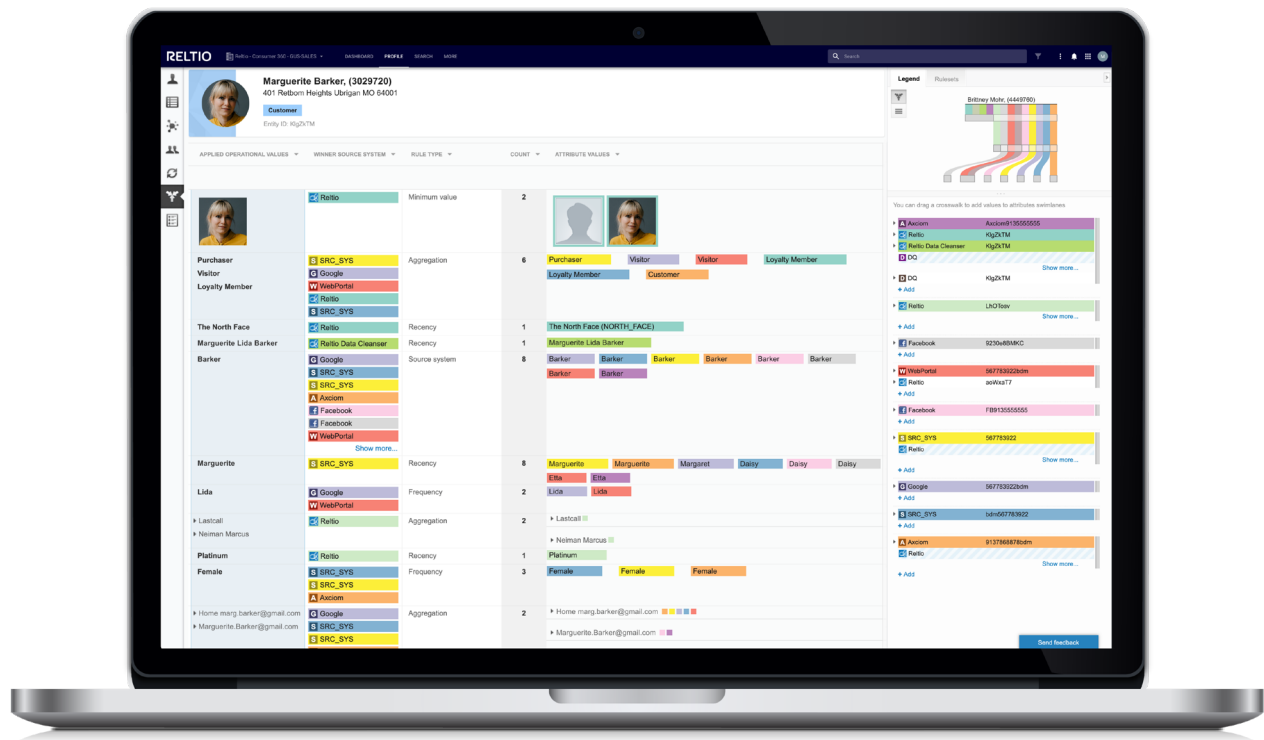 RELTIO
Reltio - Consumer 360 - SUS-SALES
DASHBOARD PROFILE SEARCH MORE
Search
Marguerite Barker, (3029720)
401 Retborn Heights Ubrigan MO 64001
Customer
Entity ID: KlgZkTM
APPLIED OPERATIONAL VALUES WINNER SOURCE SYSTEM RULE TYPE COUNT ATTRIBUTE VALUES
Reltio Minimum value 2
Purchaser SRC_SYS Aggregation 6 Purchaser Visitor Visitor Loyalty Member
Visitor Google Loyalty Member Customer
Loyalty Member WebPortal
Reltio
SRC_SYS
The North Face Reltio Recency 1 The North Face (NORTH_FACE)
Marguerite Lida Barker Reltio Data Cleanser Recency 1 Marguerite Lida Barker
Barker Google Source system 8 Barker Barker Barker Barker Barker Barker
SRC_SYS Barker Barker
SRC_SYS
Axciom
Facebook
Facebook
WebPortal
Show more...
Marguerite SRC_SYS Recency 8 Marguerite Marguerite Margaret Daisy Daisy Daisy
Etta Etta
Lida Google Frequency 2 Lida Lida
WebPortal
Lastcall Reltio Aggregation 2 Lastcall
Neiman Marcus Neiman Marcus
Platinum Reltio Recency 1 Platinum
Female SRC_SYS Frequency 3 Female Female Female
SRC_SYS
Axciom
Home marg.barker@gmail.com Google Aggregation 2 Home marg.barker@gmail.com
Marguerite.Barker@gmail.com SRC_SYS Marguerite.Barker@gmail.com
SRC_SYS
Legend Rulesets
Brittney Mohr, (4449760)
You can drag a crosswalk to add values to attributes swimlanes
Axciom Axciom9135555555
Reltio KlgZkTM
Reltio Data Cleanser KlgZkTM
DQ
Show more...
DQ KlgZkTM
+ Add
Reltio
Show more...
+ Add
Facebook 9250e8BMKC
+ Add
WebPortal 567783922bdm
Reltio aoWxaT7
+ Add
Facebook FB9135555555
+ Add
SRC_SYS 567783922
Reltio
Show more...
+ Add
Google 567783922bdm
+ Add
SRC_SYS bdm567783922
+ Add
Axciom 9137868878bdm
Reltio
Show more...
+ Add
Send feedback